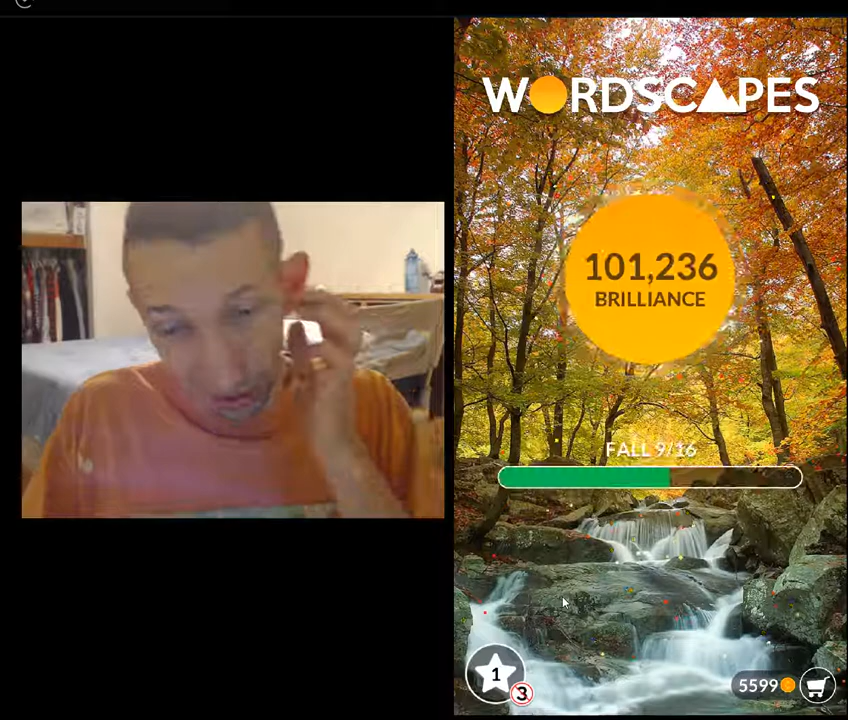 WORDSCAPES
101,236
BRILLIANCE
FALL 9/16
1
3
5599